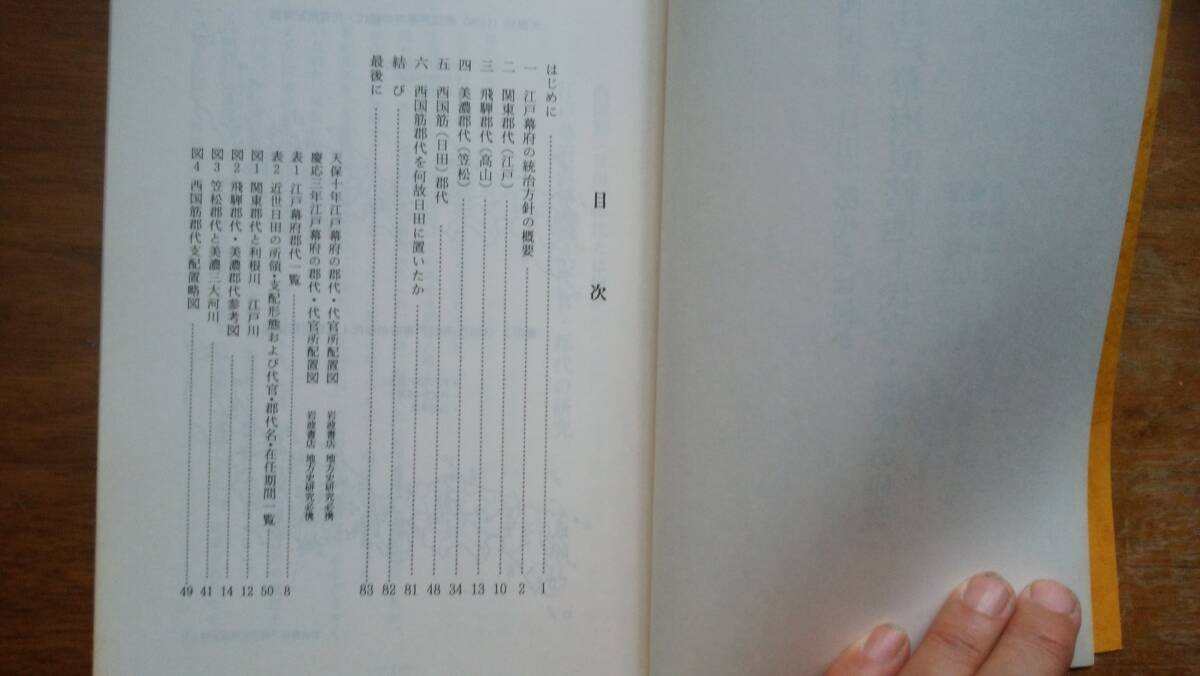 目次
はじめに 1
一 江戸幕府の統治方針の概要 2
二 関東郡代(江戸) 10
三 飛騨郡代(高山) 13
四 美濃郡代(笠松) 34
五 西国筋(日田)郡代 48
六 西国筋郡代を何故日田に置いたか 81
結び 82
最後に 83
天保十年江戸幕府の郡代・代官所配置図 岩波書店 地方史研究必携
慶応三年江戸幕府の郡代・代官所配置図 岩波書店 地方史研究必携
表1 江戸幕府郡代一覧 8
表2 近世日田の所領・支配形態および代官・郡代名・在任期間一覧 50
図1 関東郡代と利根川 江戸川 12
図2 飛騨郡代・美濃郡代参考図 14
図3 笠松郡代と美濃三大河川 41
図4 西国筋郡代支配置略図 49